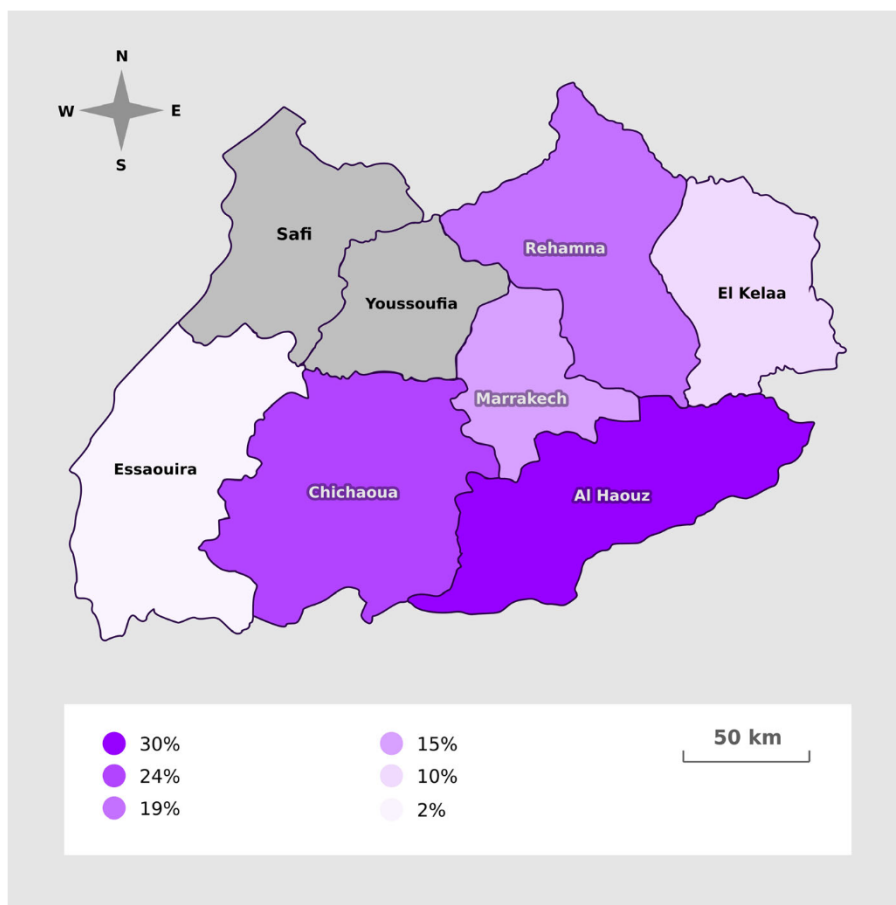 N
W E
S
Safi
Rehamna
El Kelaa
Youssoufia
Marrakech
Essaouira
Chichaoua
Al Haouz
30%
24%
19%
15%
10%
2%
50 km